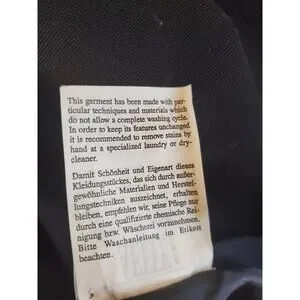 This garment has been made with par-
ticular techniques and materials which
do not allow a complete washing cycle.
In order to keep its features unchanged
it is recommended to remove stains by
hand at a specialized laundry or dry-
cleaner.
Damit Schönheit und Eigenart dieses
Kleidungsstückes, das sich durch außer-
gewöhnliche Materialien und Herstel-
lungstechniken auszeichnet, erhalten
bleiben, empfehlen wir, seine Pflege nur
durch eine qualifizierte chemische Rei-
nigung bzw. Wäscherei vorzunehmen.
Bitte Waschanleitung im Etikett
beachten.